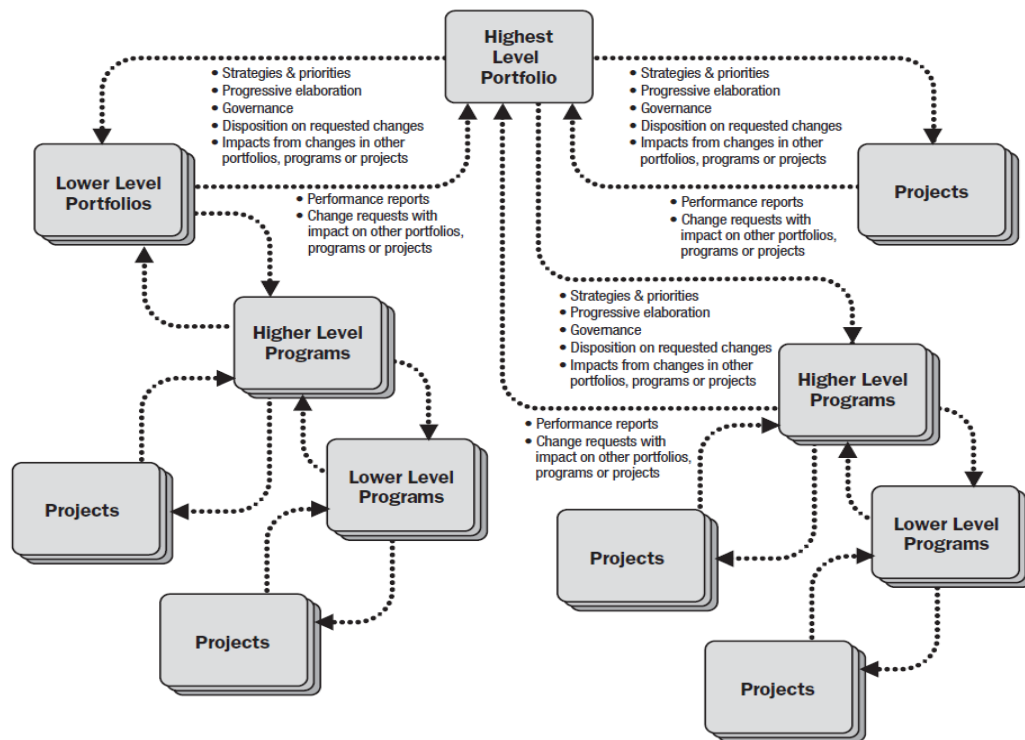 Highest
Level
Portfolio
• Strategies & priorities
• Progressive elaboration
• Governance
• Disposition on requested changes
• Impacts from changes in other
portfolios, programs or projects
• Strategies & priorities
• Progressive elaboration
• Governance
• Disposition on requested changes
• Impacts from changes in other
portfolios, programs or projects
Lower Level
Portfolios
Projects
• Performance reports
• Change requests with
impact on other portfolios,
programs or projects
• Performance reports
• Change requests with
impact on other portfolios,
programs or projects
Higher Level
Programs
• Strategies & priorities
• Progressive elaboration
• Governance
• Disposition on requested changes
• Impacts from changes in other
portfolios, programs or projects
Higher Level
Programs
• Performance reports
• Change requests with
impact on other portfolios,
programs or projects
Lower Level
Programs
Projects
Lower Level
Programs
Projects
Projects
Projects